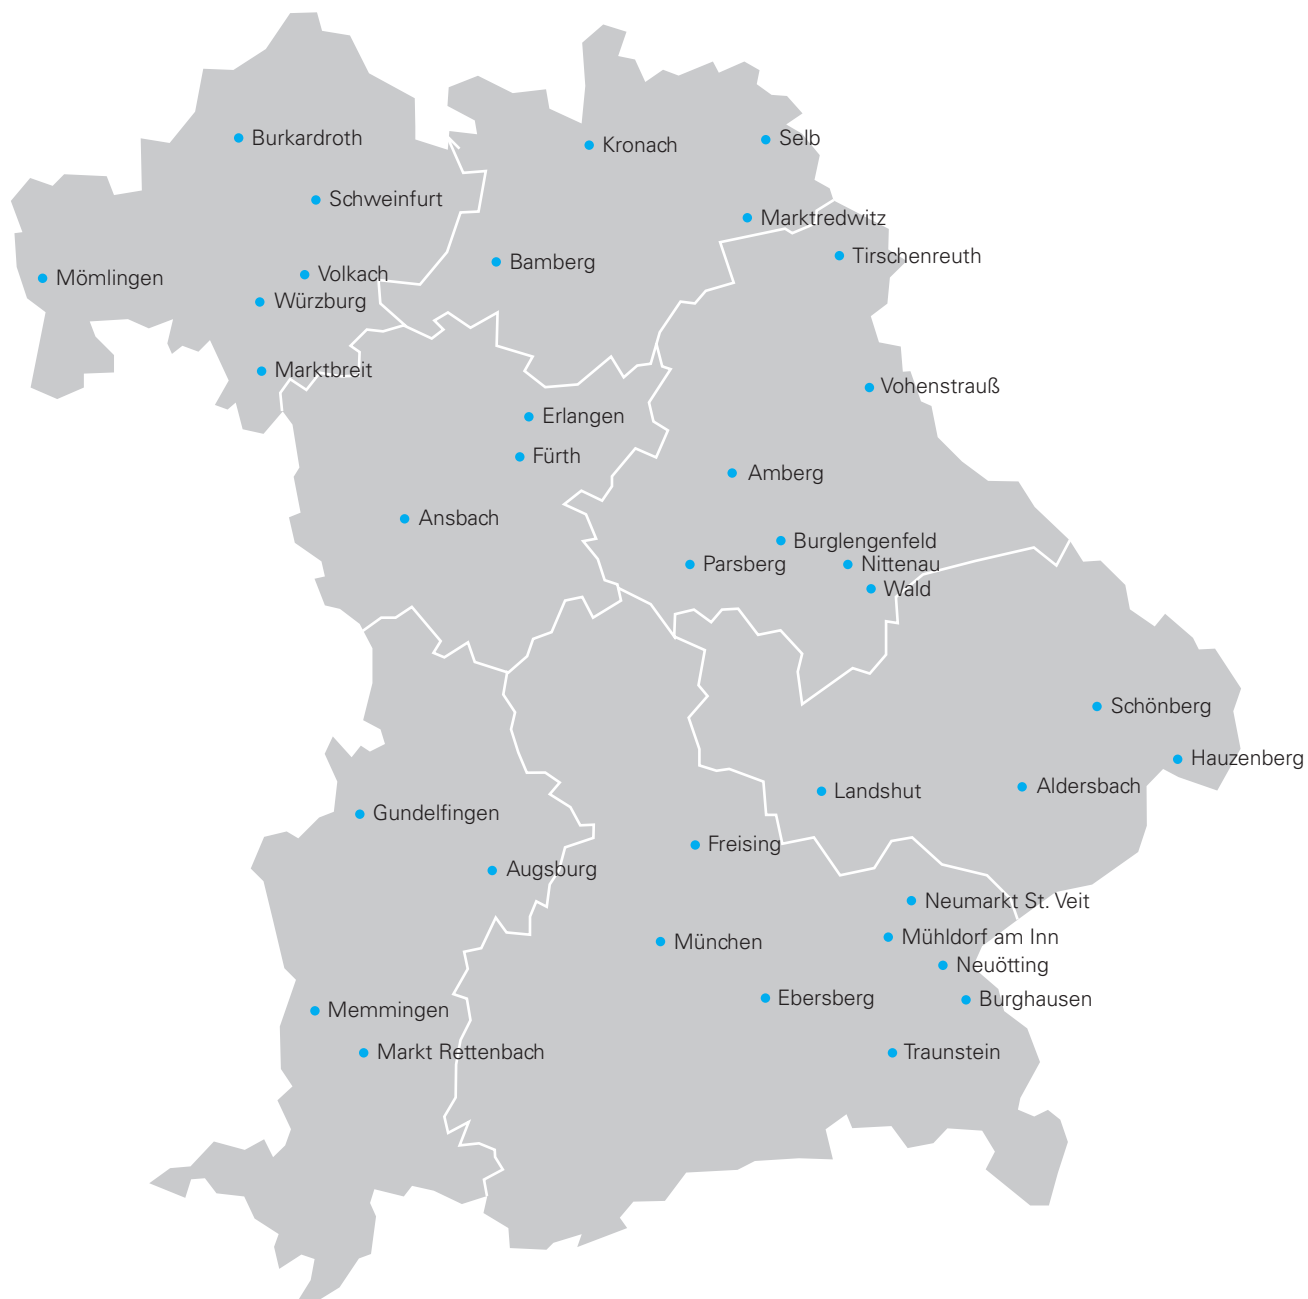 Burkardroth
Kronach
Selb
Schweinfurt
Marktredwitz
Tirschenreuth
Bamberg
Mömlingen
Volkach
Würzburg
Marktbreit
Vohenstrauß
Erlangen
Fürth
Amberg
Ansbach
Burglengenfeld
Parsberg
Nittenau
Wald
Schönberg
Hauzenberg
Aldersbach
Landshut
Gundelfingen
Freising
Augsburg
Neumarkt St. Veit
Mühldorf am Inn
München
Neuötting
Ebersberg
Burghausen
Memmingen
Markt Rettenbach
Traunstein